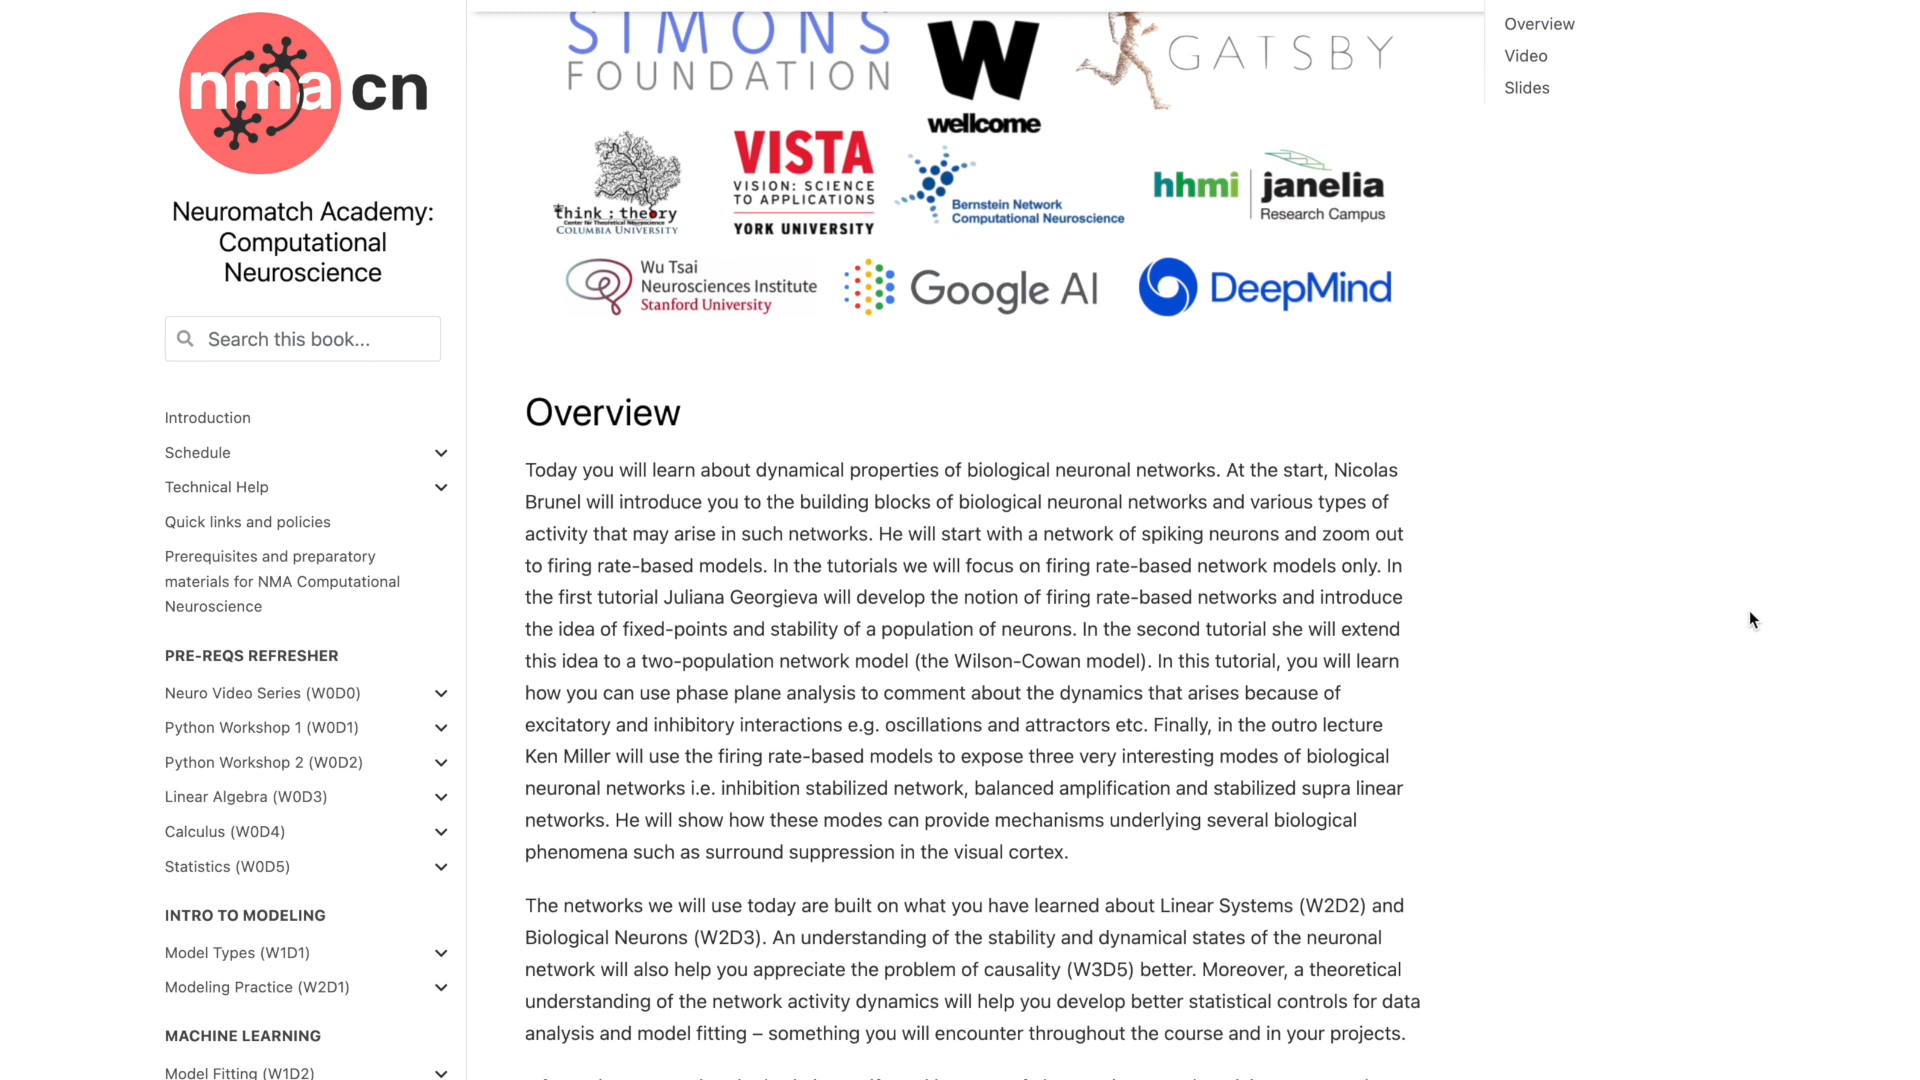 nma cn
Neuromatch Academy:
Computational
Neuroscience
Search this book...
Introduction
Schedule
Technical Help
Quick links and policies
Prerequisites and preparatory
materials for NMA Computational
Neuroscience
PRE-REQS REFRESHER
Neuro Video Series (W0D0)
Python Workshop 1 (W0D1)
Python Workshop 2 (W0D2)
Linear Algebra (W0D3)
Calculus (W0D4)
Statistics (W0D5)
INTRO TO MODELING
Model Types (W1D1)
Modeling Practice (W2D1)
MACHINE LEARNING
Model Fitting (W1D2)
SIMONS
FOUNDATION
W
wellcome
GATSBY
think : theory
Center for Theoretical Neuroscience
COLUMBIA UNIVERSITY
VISTA
VISION: SCIENCE
TO APPLICATIONS
YORK UNIVERSITY
Bernstein Network
Computational Neuroscience
hhmi janelia
Research Campus
Wu Tsai
Neurosciences Institute
Stanford University
Google AI
DeepMind
Overview
Today you will learn about dynamical properties of biological neuronal networks. At the start, Nicolas
Brunel will introduce you to the building blocks of biological neuronal networks and various types of
activity that may arise in such networks. He will start with a network of spiking neurons and zoom out
to firing rate-based models. In the tutorials we will focus on firing rate-based network models only. In
the first tutorial Juliana Georgieva will develop the notion of firing rate-based networks and introduce
the idea of fixed-points and stability of a population of neurons. In the second tutorial she will extend
this idea to a two-population network model (the Wilson-Cowan model). In this tutorial, you will learn
how you can use phase plane analysis to comment about the dynamics that arises because of
excitatory and inhibitory interactions e.g. oscillations and attractors etc. Finally, in the outro lecture
Ken Miller will use the firing rate-based models to expose three very interesting modes of biological
neuronal networks i.e. inhibition stabilized network, balanced amplification and stabilized supra linear
networks. He will show how these modes can provide mechanisms underlying several biological
phenomena such as surround suppression in the visual cortex.
The networks we will use today are built on what you have learned about Linear Systems (W2D2) and
Biological Neurons (W2D3). An understanding of the stability and dynamical states of the neuronal
network will also help you appreciate the problem of causality (W3D5) better. Moreover, a theoretical
understanding of the network activity dynamics will help you develop better statistical controls for data
analysis and model fitting – something you will encounter throughout the course and in your projects.
Overview
Video
Slides